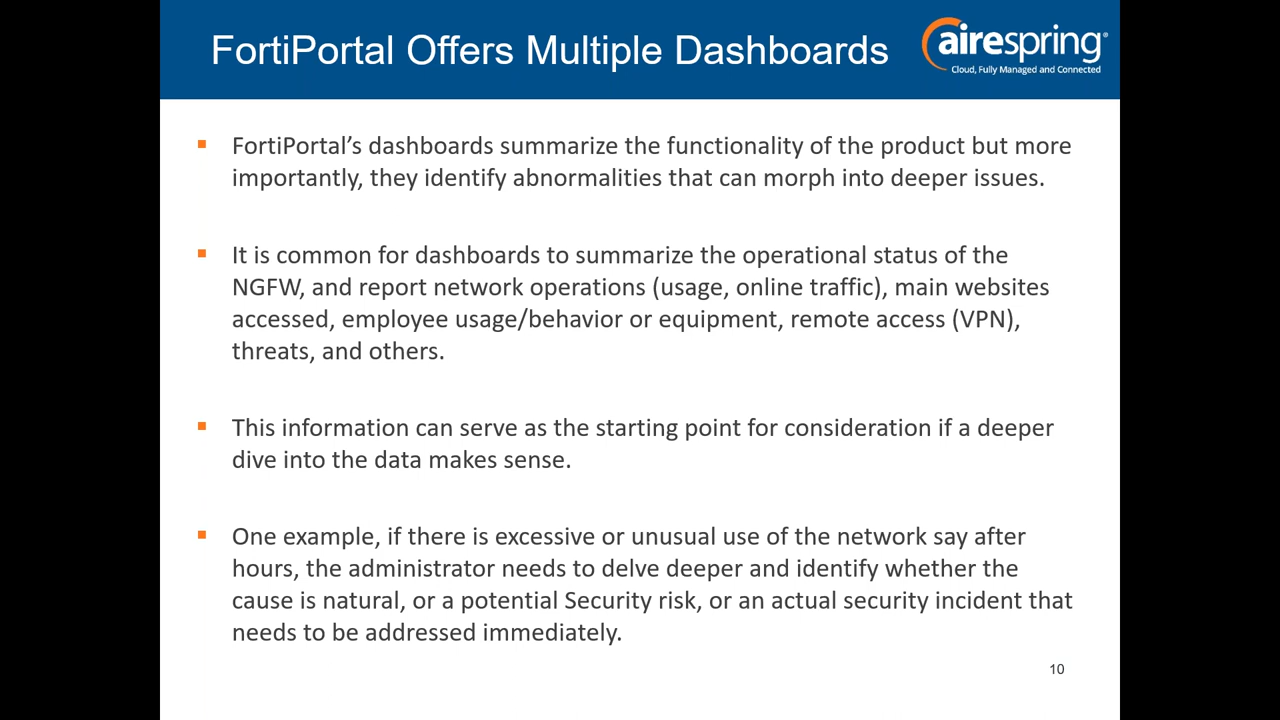 FortiPortal Offers Multiple Dashboards
airespring®
Cloud, Fully Managed and Connected
▪ FortiPortal’s dashboards summarize the functionality of the product but more
importantly, they identify abnormalities that can morph into deeper issues.
▪ It is common for dashboards to summarize the operational status of the
NGFW, and report network operations (usage, online traffic), main websites
accessed, employee usage/behavior or equipment, remote access (VPN),
threats, and others.
▪ This information can serve as the starting point for consideration if a deeper
dive into the data makes sense.
▪ One example, if there is excessive or unusual use of the network say after
hours, the administrator needs to delve deeper and identify whether the
cause is natural, or a potential Security risk, or an actual security incident that
needs to be addressed immediately.
10